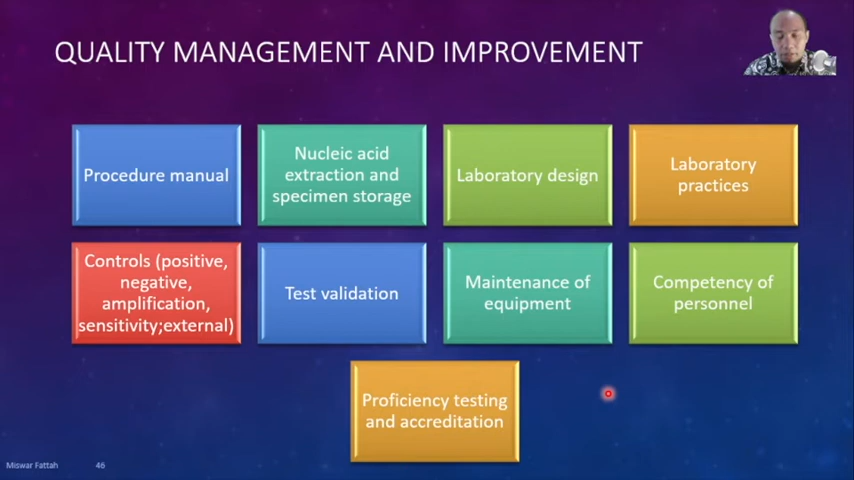 QUALITY MANAGEMENT AND IMPROVEMENT
Procedure manual
Nucleic acid
extraction and
specimen storage
Laboratory design
Laboratory
practices
Controls (positive,
negative,
amplification,
sensitivity;external)
Test validation
Maintenance of
equipment
Competency of
personnel
Proficiency testing
and accreditation
Miswar Fattah
46